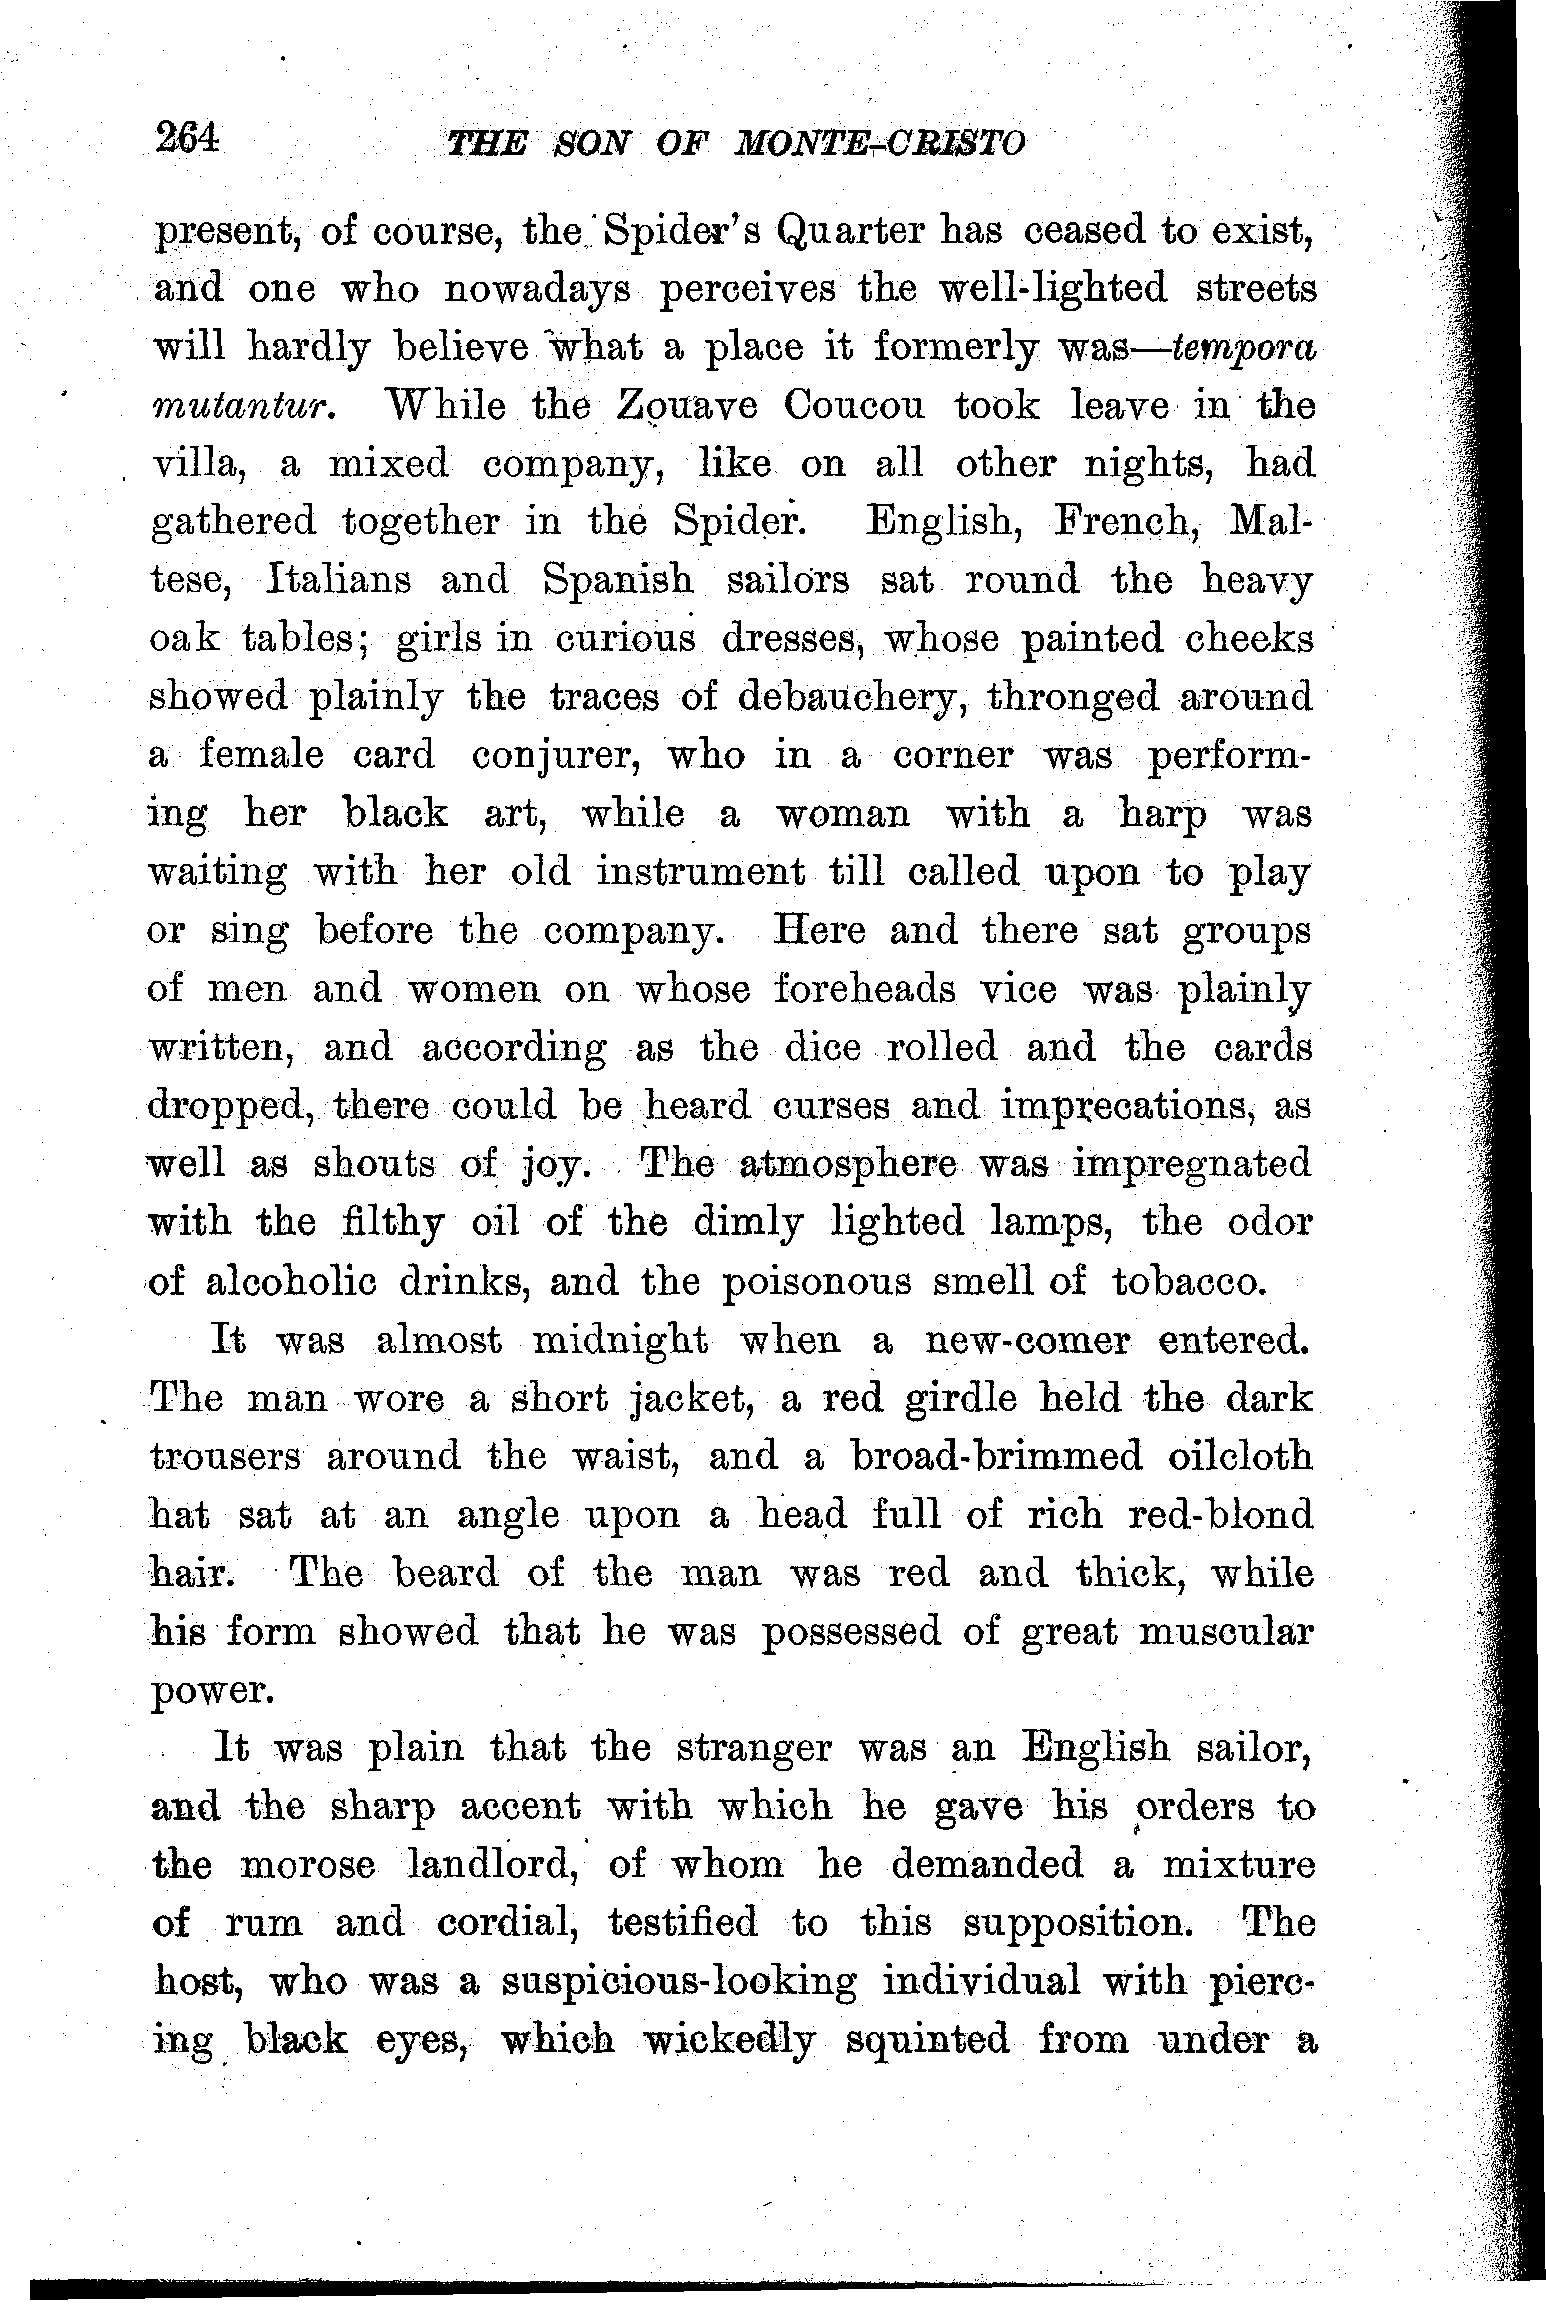 264 THE SON OF MONTE-CRISTO
present, of course, the Spider's Quarter has ceased to exist,
and one who nowadays perceives the well-lighted streets
will hardly believe what a place it formerly was—tempora
mutantur. While the Zouave Coucou took leave in the
villa, a mixed company, like on all other nights, had
gathered together in the Spider. English, French, Mal-
tese, Italians and Spanish sailors sat round the heavy
oak tables; girls in curious dresses, whose painted cheeks
showed plainly the traces of debauchery, thronged around
a female card conjurer, who in a corner was perform-
ing her black art, while a woman with a harp was
waiting with her old instrument till called upon to play
or sing before the company. Here and there sat groups
of men and women on whose foreheads vice was plainly
written, and according as the dice rolled and the cards
dropped, there could be heard curses and imprecations, as
well as shouts of joy. The atmosphere was impregnated
with the filthy oil of the dimly lighted lamps, the odor
of alcoholic drinks, and the poisonous smell of tobacco.
It was almost midnight when a new-comer entered.
The man wore a short jacket, a red girdle held the dark
trousers around the waist, and a broad-brimmed oilcloth
hat sat at an angle upon a head full of rich red-blond
hair. The beard of the man was red and thick, while
his form showed that he was possessed of great muscular
power.
It was plain that the stranger was an English sailor,
and the sharp accent with which he gave his orders to
the morose landlord, of whom he demanded a mixture
of rum and cordial, testified to this supposition. The
host, who was a suspicious-looking individual with pierc-
ing black eyes, which wickedly squinted from under a